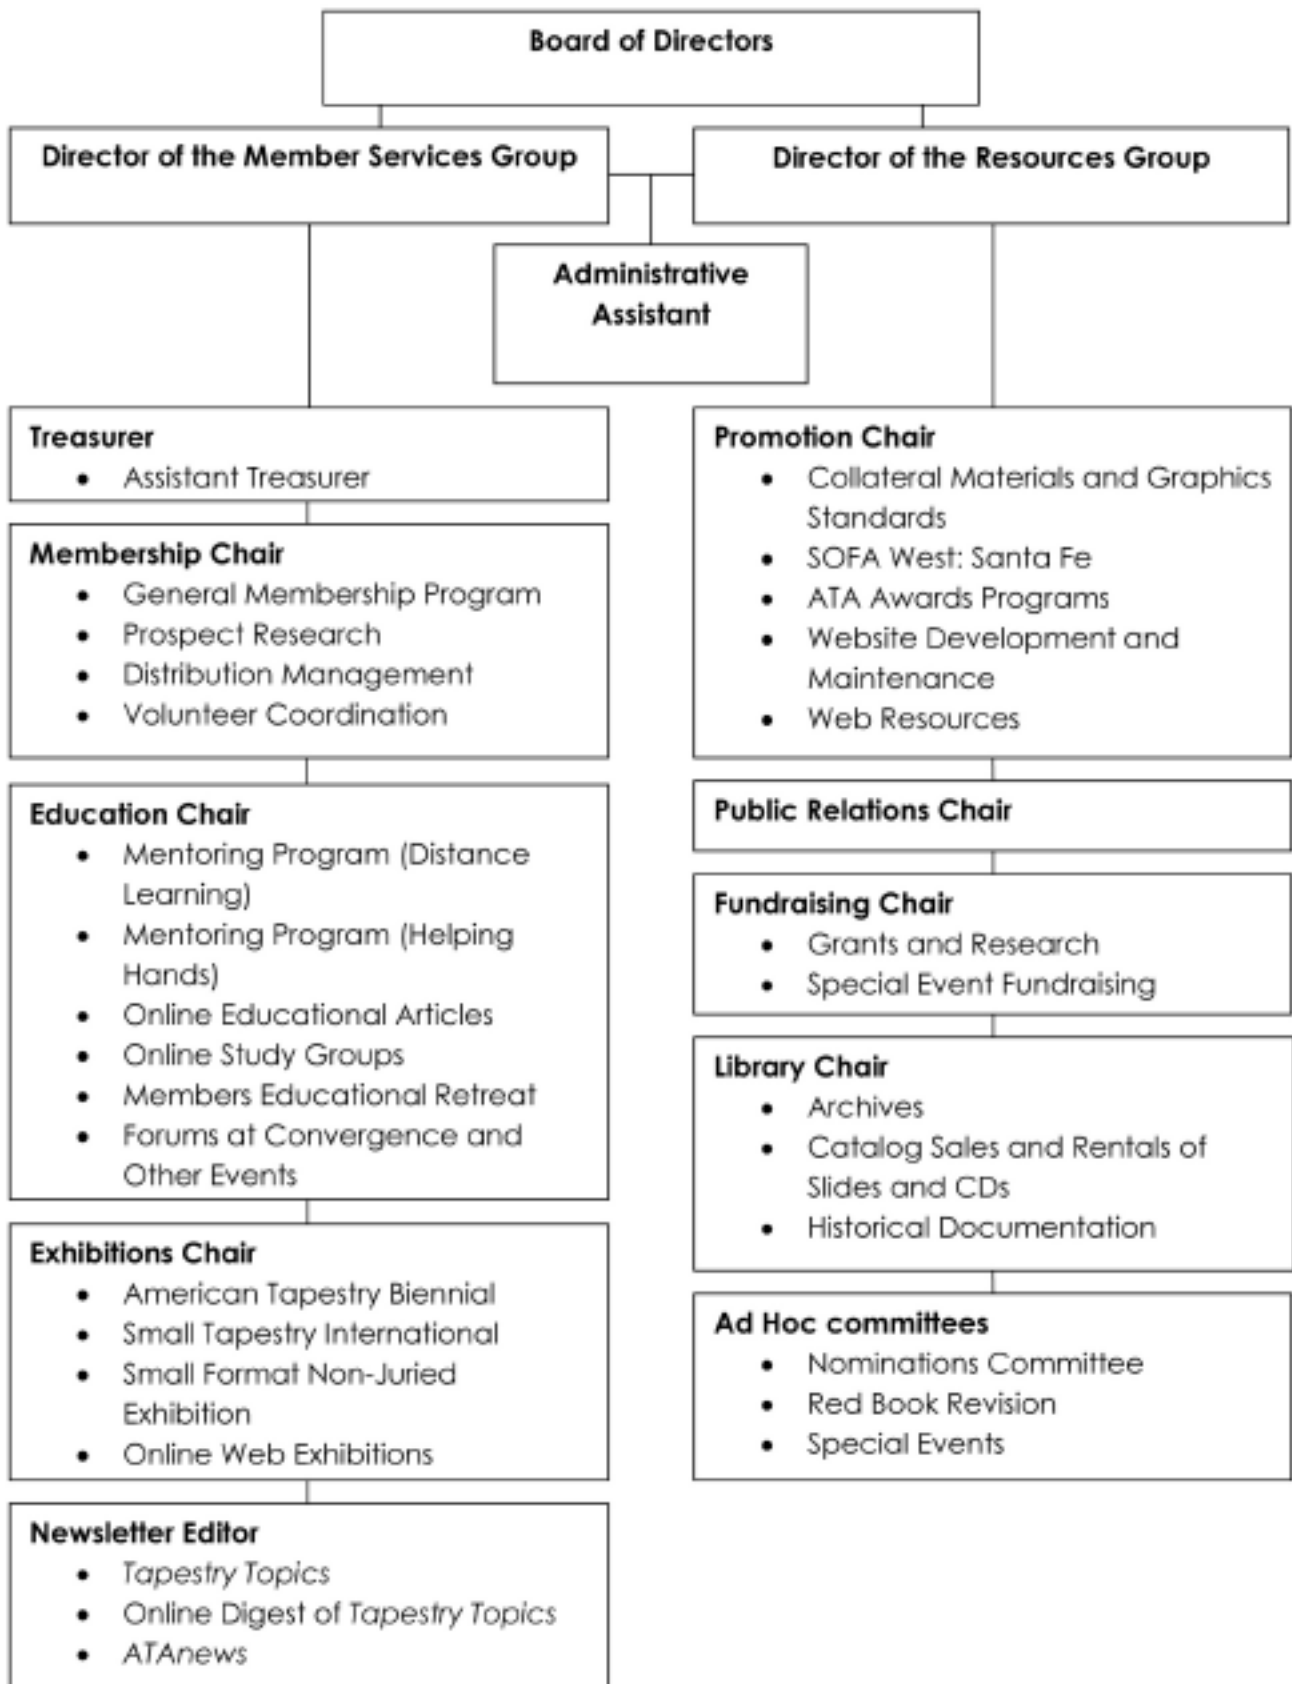 Board of Directors
Director of the Member Services Group
Director of the Resources Group
Administrative
Assistant
Treasurer
• Assistant Treasurer
Membership Chair
• General Membership Program
• Prospect Research
• Distribution Management
• Volunteer Coordination
Education Chair
• Mentoring Program (Distance
Learning)
• Mentoring Program (Helping
Hands)
• Online Educational Articles
• Online Study Groups
• Members Educational Retreat
• Forums at Convergence and
Other Events
Exhibitions Chair
• American Tapestry Biennial
• Small Tapestry International
• Small Format Non-Juried
Exhibition
• Online Web Exhibitions
Newsletter Editor
• Tapestry Topics
• Online Digest of Tapestry Topics
• ATAnews
Promotion Chair
• Collateral Materials and Graphics
Standards
• SOFA West: Santa Fe
• ATA Awards Programs
• Website Development and
Maintenance
• Web Resources
Public Relations Chair
Fundraising Chair
• Grants and Research
• Special Event Fundraising
Library Chair
• Archives
• Catalog Sales and Rentals of
Slides and CDs
• Historical Documentation
Ad Hoc committees
• Nominations Committee
• Red Book Revision
• Special Events